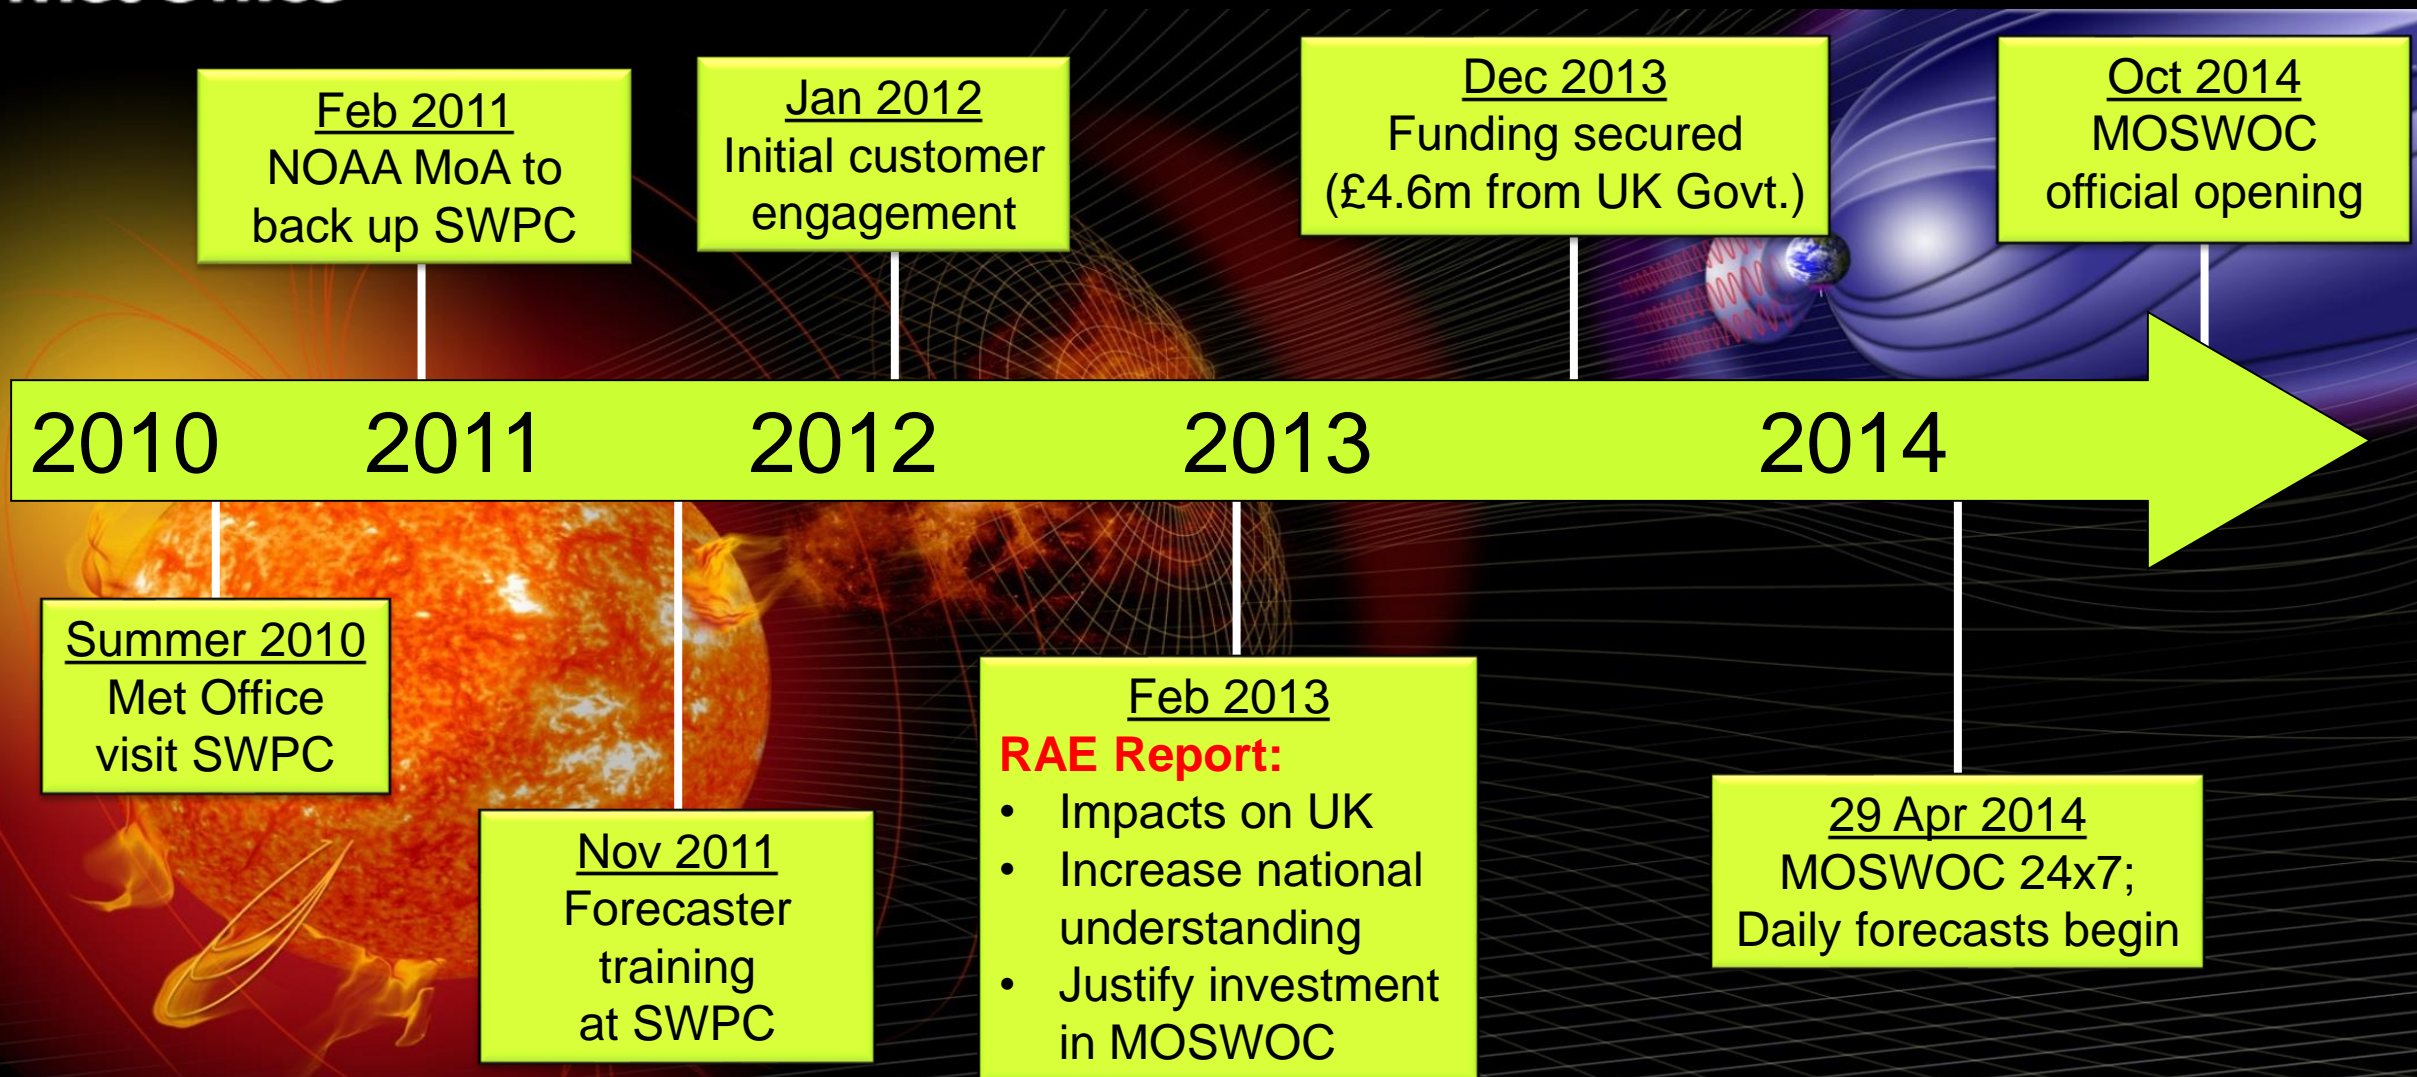 Met Office
Feb 2011
NOAA MoA to
back up SWPC
Jan 2012
Initial customer
engagement
Dec 2013
Funding secured
(£4.6m from UK Govt.)
Oct 2014
MOSWOC
official opening
2010 2011 2012 2013 2014
Summer 2010
Met Office
visit SWPC
Nov 2011
Forecaster
training
at SWPC
Feb 2013
RAE Report:
• Impacts on UK
• Increase national
understanding
• Justify investment
in MOSWOC
29 Apr 2014
MOSWOC 24x7;
Daily forecasts begin